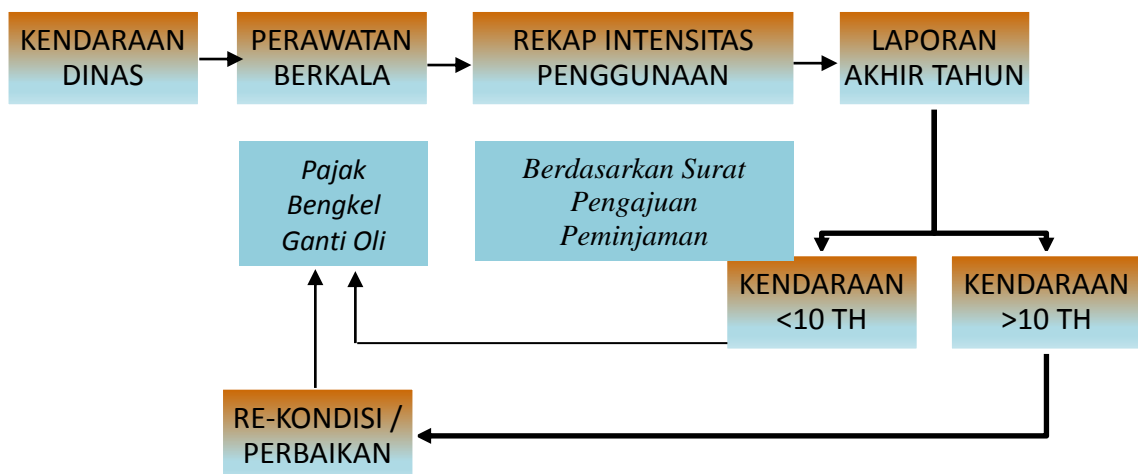 KENDARAAN
DINAS
PERAWATAN
BERKALA
REKAP INTENSITAS
PENGGUNAAN
LAPORAN
AKHIR TAHUN
Pajak
Bengkel
Ganti Oli
Berdasarkan Surat
Pengajuan
Peminjaman
KENDARAAN
<10 TH
KENDARAAN
>10 TH
RE-KONDISI /
PERBAIKAN